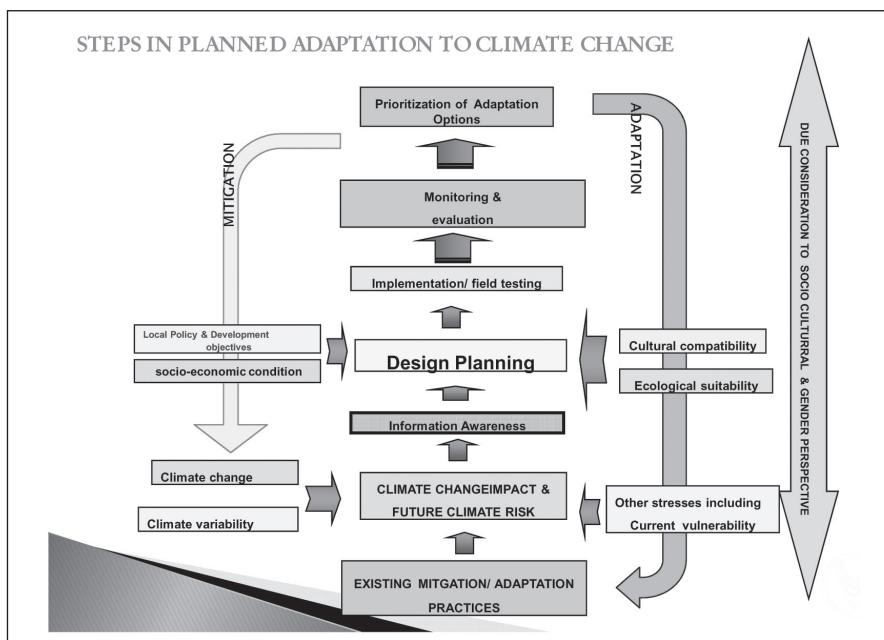 STEPS IN PLANNED ADAPTATION TO CLIMATE CHANGE
Prioritization of Adaptation
Options
MITIGATION
ADAPTATION
Monitoring &
evaluation
Implementation/ field testing
Local Policy & Development
objectives
socio-economic condition
Design Planning
Cultural compatibility
Ecological suitability
Information Awareness
Climate change
Climate variability
CLIMATE CHANGEIMPACT &
FUTURE CLIMATE RISK
Other stresses including
Current vulnerability
EXISTING MITGATION/ ADAPTATION
PRACTICES
DUE CONSIDERATION TO SOCIO CULTURRAL & GENDER PERSPECTIVE